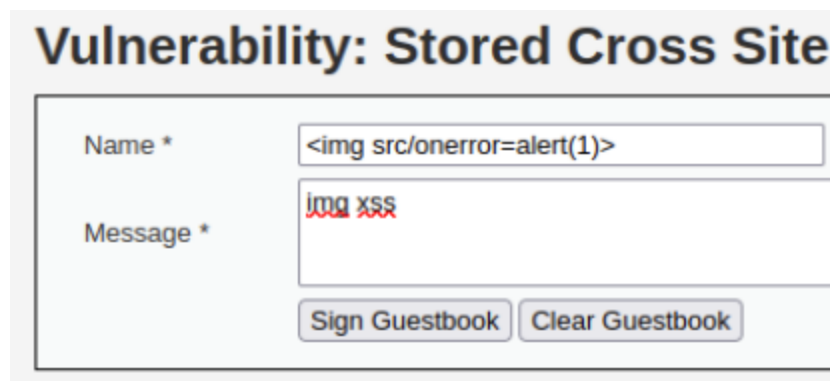 Vulnerability: Stored Cross Site
Name *
<img src/onerror=alert(1)>
Message *
img xss
Sign Guestbook
Clear Guestbook